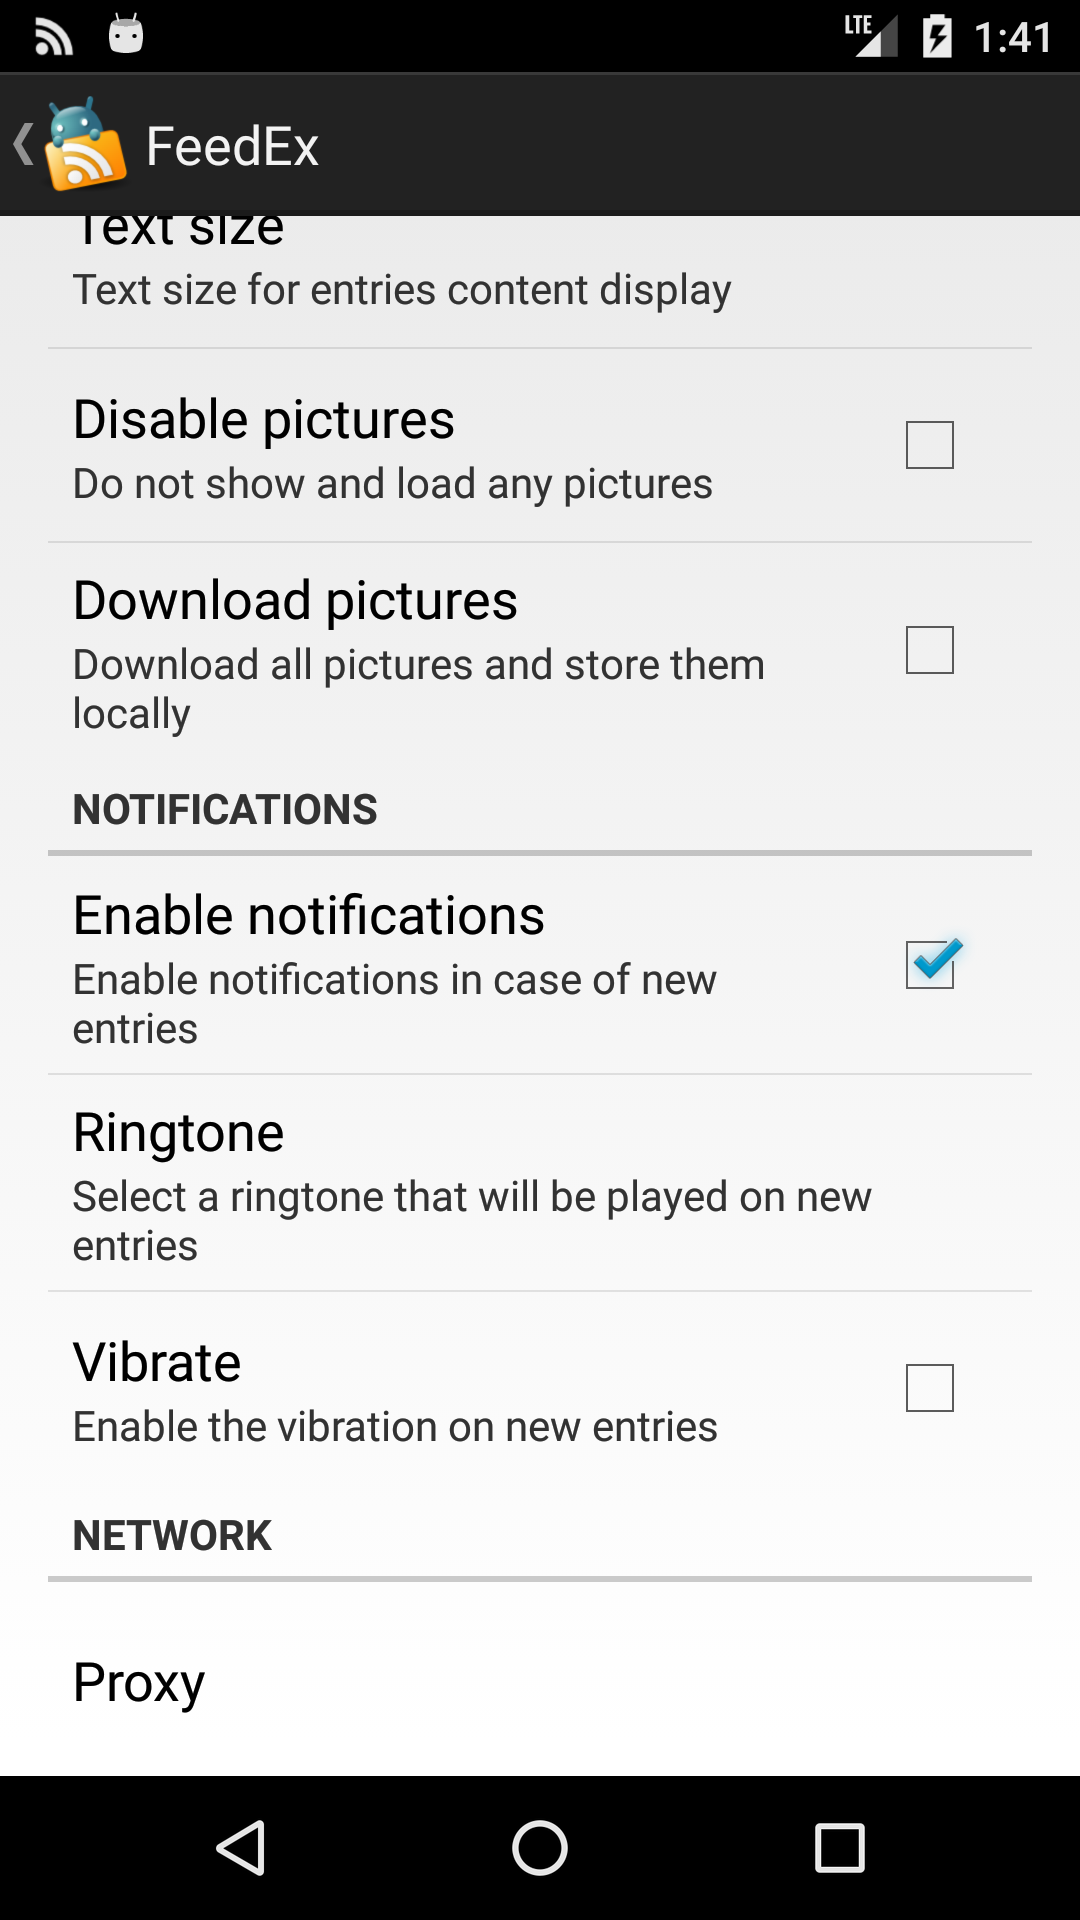 LTE 1:41
FeedEx
Text size
Text size for entries content display
Disable pictures
Do not show and load any pictures
Download pictures
Download all pictures and store them
locally
NOTIFICATIONS
Enable notifications
Enable notifications in case of new
entries
Ringtone
Select a ringtone that will be played on new
entries
Vibrate
Enable the vibration on new entries
NETWORK
Proxy